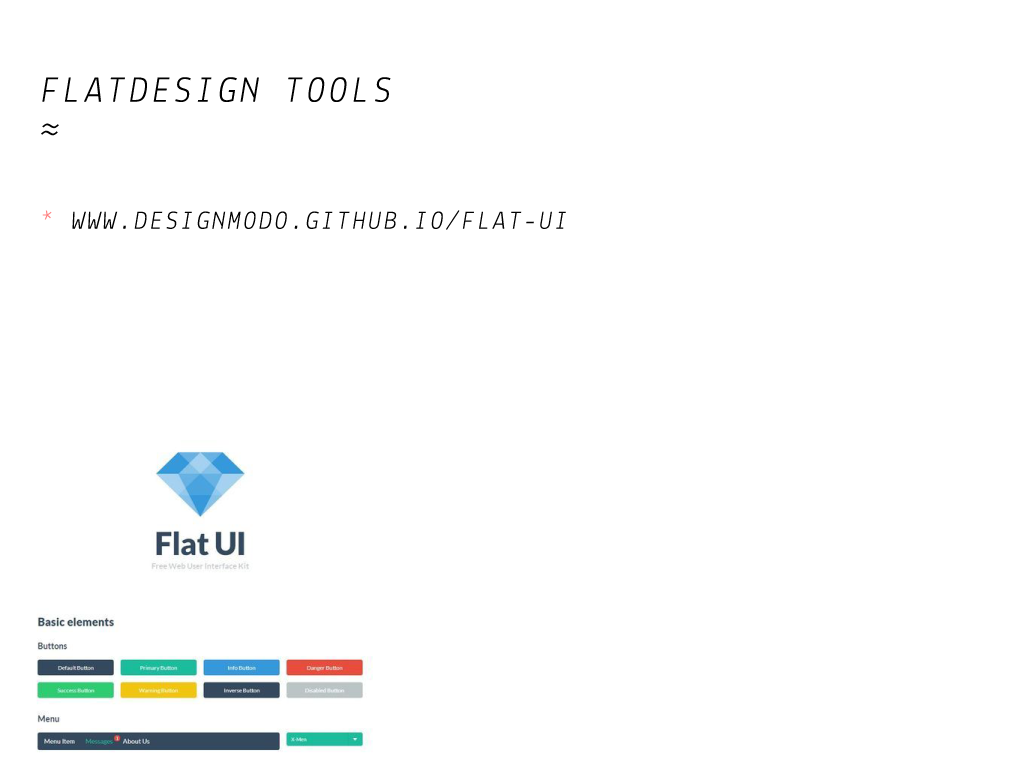 FLATDESIGN TOOLS
≈
* WWW.DESIGNMODO.GITHUB.IO/FLAT-UI
Flat UI
Free Web User Interface Kit
Basic elements
Buttons
Default Button Primary Button Info Button Danger Button
Success Button Warning Button Inverse Button Disabled Button
Menu
Menu Item Messages 1 About Us X-Men